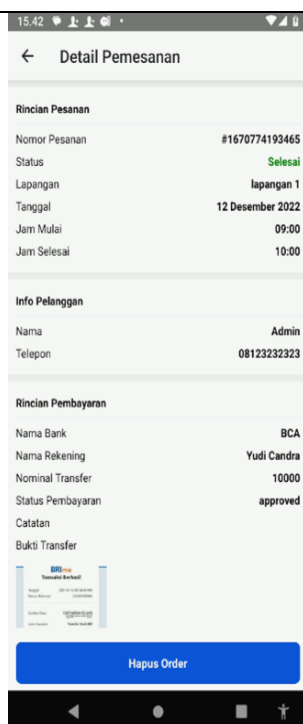 15.42
Detail Pemesanan
Rincian Pesanan
Nomor Pesanan #1670774193465
Status Selesai
Lapangan lapangan 1
Tanggal 12 Desember 2022
Jam Mulai 09:00
Jam Selesai 10:00
Info Pelanggan
Nama Admin
Telepon 08123232323
Rincian Pembayaran
Nama Bank BCA
Nama Rekening Yudi Candra
Nominal Transfer 10000
Status Pembayaran approved
Catatan
Bukti Transfer
BRImo
Transaksi Berhasil
Hapus Order